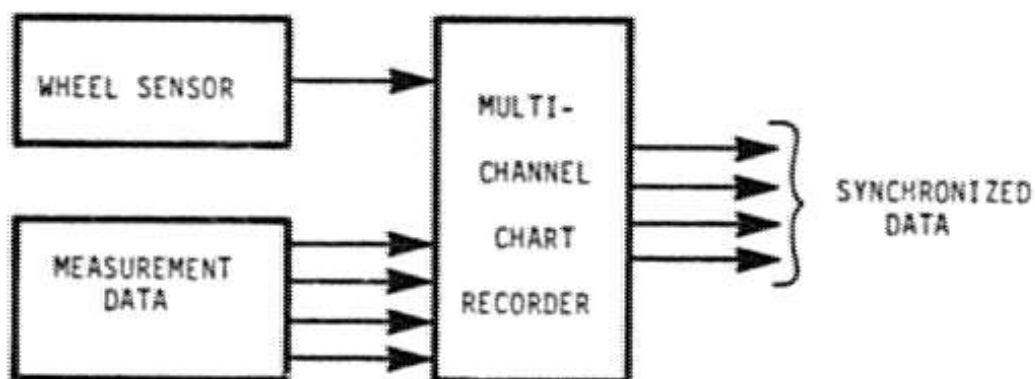 WHEEL SENSOR
MEASUREMENT
DATA
MULTI-
CHANNEL
CHART
RECORDER
SYNCHRONIZED
DATA